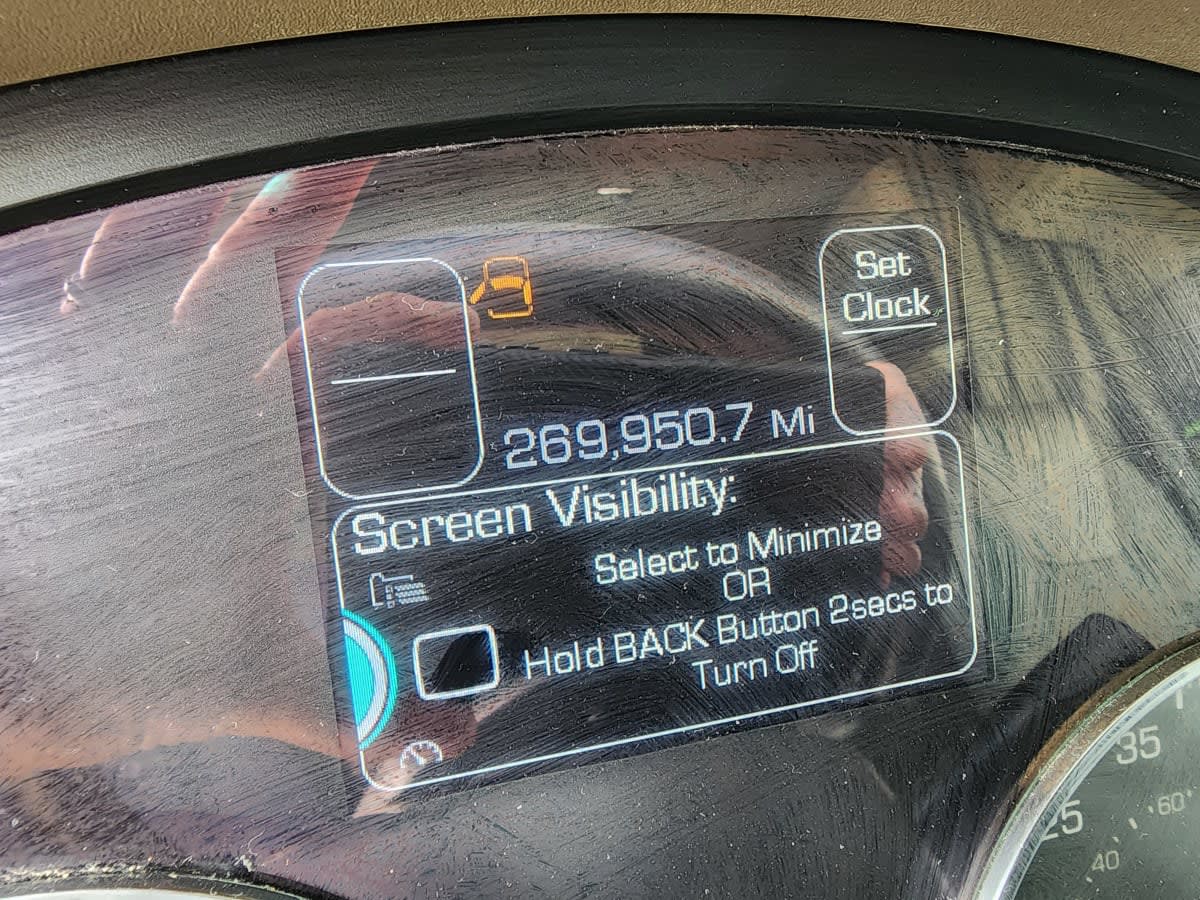 Set
Clock
269,950.7 Mi
Screen Visibility:
Select to Minimize
OR
Hold BACK Button 2secs to
Turn Off
35
25
60
40